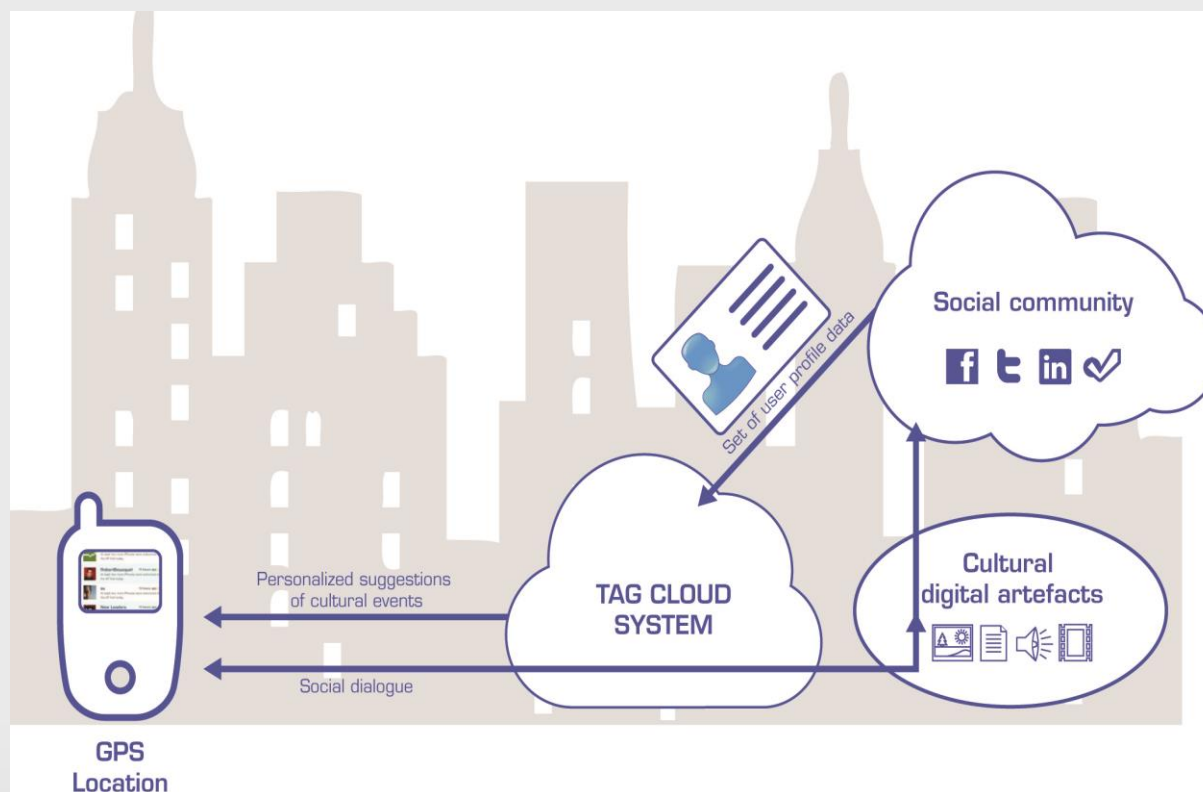 Social community
f t in
Set of user profile data
Personalized suggestions
of cultural events
TAG CLOUD
SYSTEM
Cultural
digital artefacts
Social dialogue
GPS
Location